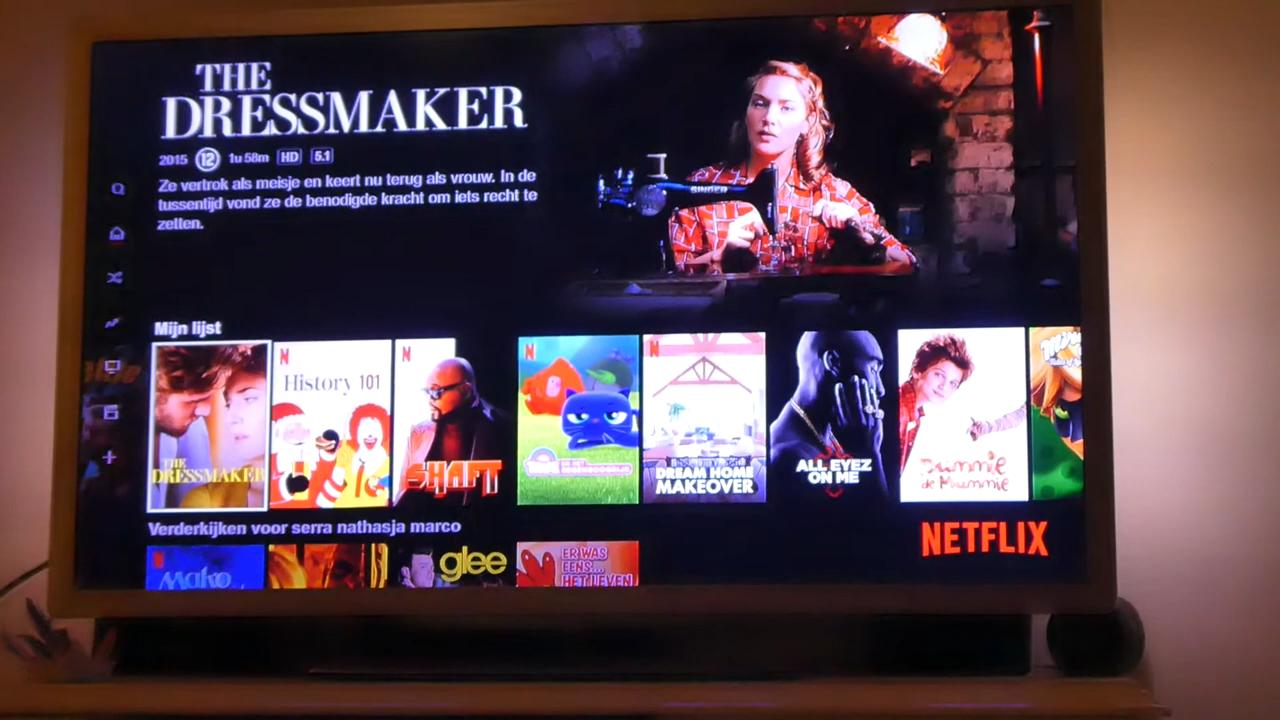 THE
DRESSMAKER
2015 12 1u 58m HD 5.1
Ze vertrok als meisje en keert nu terug als vrouw. In de
tussentijd vond ze de benodigde kracht om iets recht te
zetten.
SINGER
Mijn lijst
THE
DRESSMAKER
N
History 101
N
SHAFT
N
N
DREAM HOME
MAKEOVER
ALL EYEZ
ON ME
Dummie
de Mummie
Verderkijken voor serra nathasja marco
NETFLIX
N
Mako
glee
ER WAS
EENS...
HET LEVEN